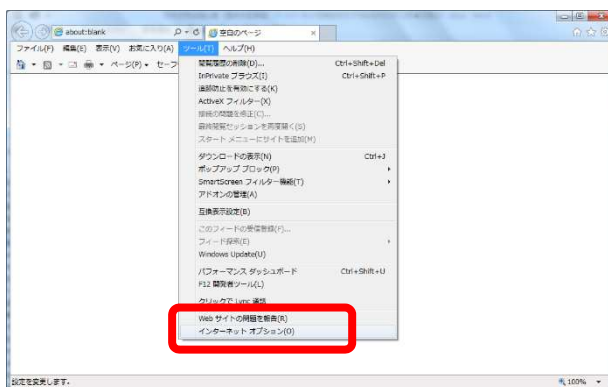 about:blank
空白のページ
ファイル(F) 編集(E) 表示(V) お気に入り(A) ツール(T) ヘルプ(H)
ページ(P)
閲覧履歴の削除(D)... Ctrl+Shift+Del
InPrivate ブラウズ(I) Ctrl+Shift+P
追跡防止を有効にする(K)
ActiveX フィルター(X)
接続の問題を修正(C)...
最終閲覧セッションを再度開く(S)
スタート メニューにサイトを追加(M)
ダウンロードの表示(N) Ctrl+J
ポップアップ ブロック(P)
SmartScreen フィルター機能(T)
アドオンの管理(A)
互換表示設定(B)
このフィードの受信登録(F)...
フィード探索(E)
Windows Update(U)
パフォーマンス ダッシュボード Ctrl+Shift+U
F12 開発者ツール(L)
クリックで Lync 通話
Web サイトの問題を報告(R)
インターネット オプション(O)
設定を変更します。
100%